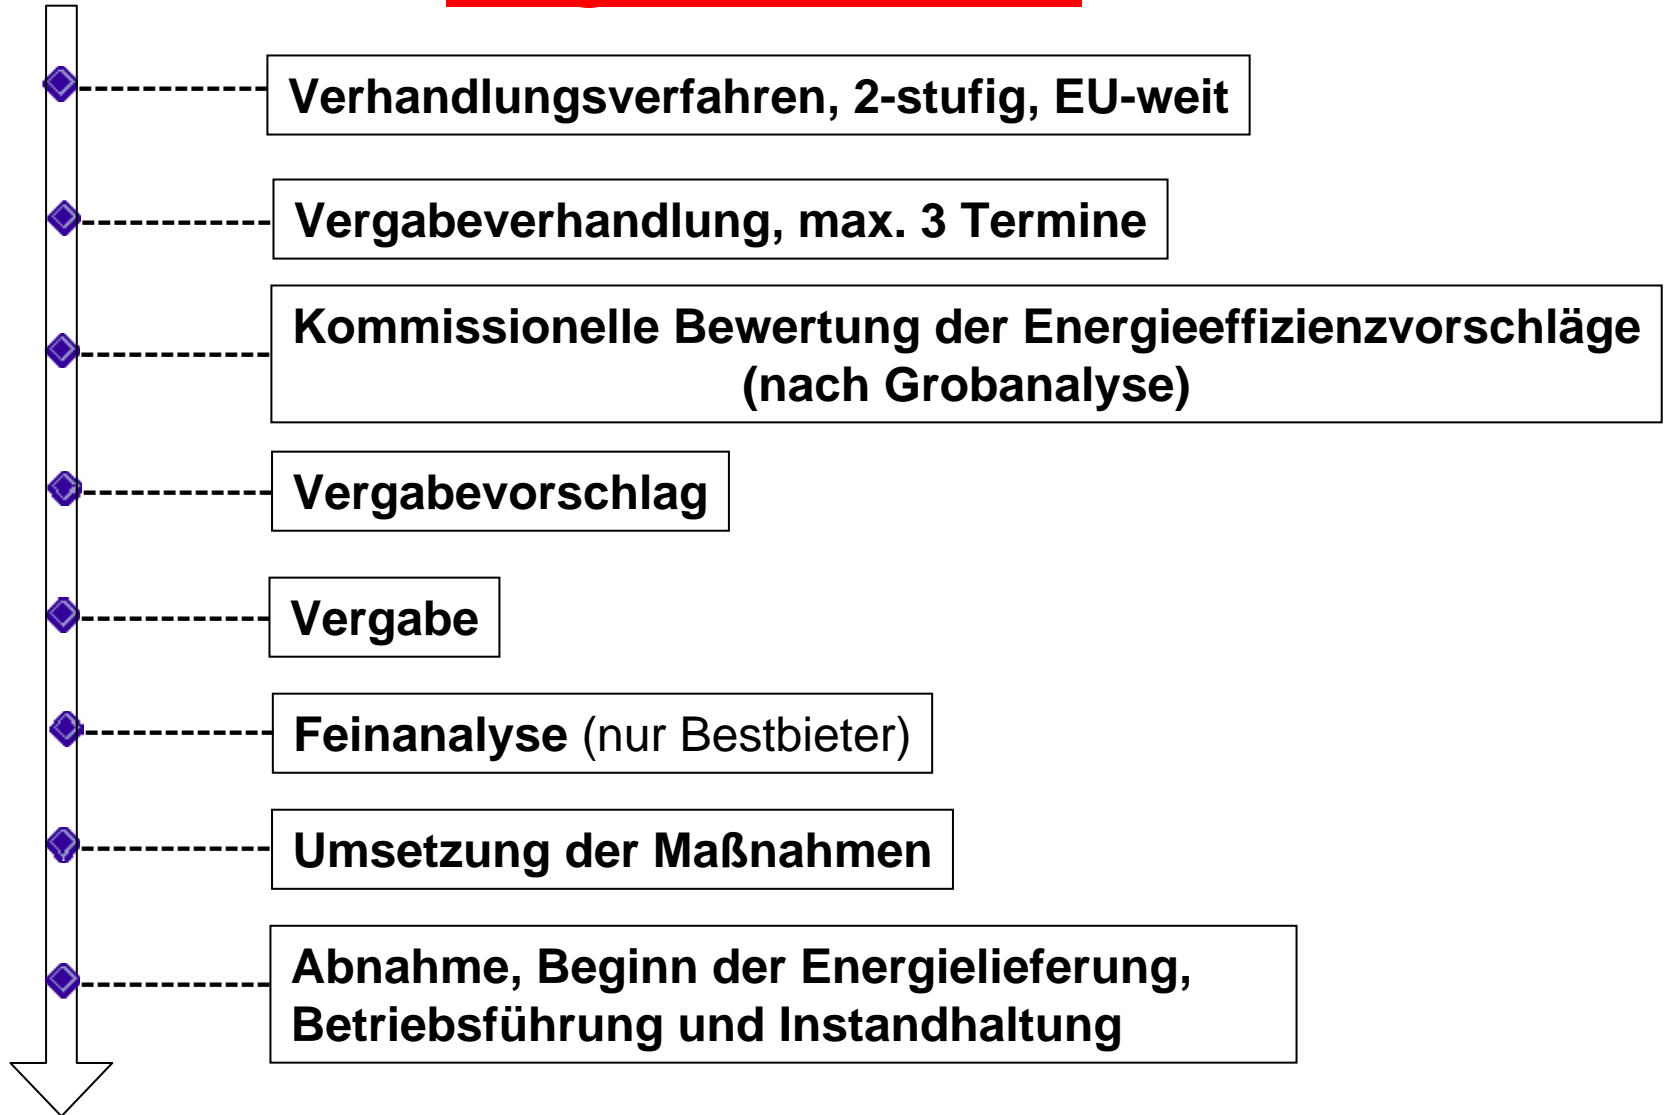 Verhandlungsverfahren, 2-stufig, EU-weit
Vergabeverhandlung, max. 3 Termine
Kommissionelle Bewertung der Energieeffizienzvorschläge
(nach Grobanalyse)
Vergabevorschlag
Vergabe
Feinanalyse (nur Bestbieter)
Umsetzung der Maßnahmen
Abnahme, Beginn der Energielieferung,
Betriebsführung und Instandhaltung